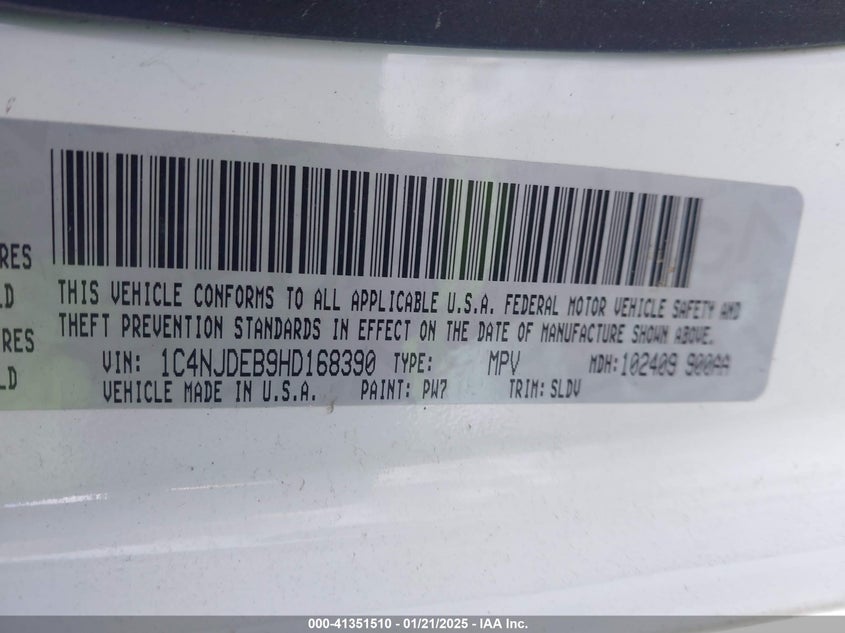 RES
LD
RES
LD
THIS VEHICLE CONFORMS TO ALL APPLICABLE U.S.A. FEDERAL MOTOR VEHICLE SAFETY AND
THEFT PREVENTION STANDARDS IN EFFECT ON THE DATE OF MANUFACTURE SHOWN ABOVE.
VIN: 1C4NJDEB9HD168390 TYPE: MPV MDH:102409 900AA
VEHICLE MADE IN U.S.A. PAINT: PW7 TRIM: SLDV
000-41351510 - 01/21/2025 - IAA Inc.